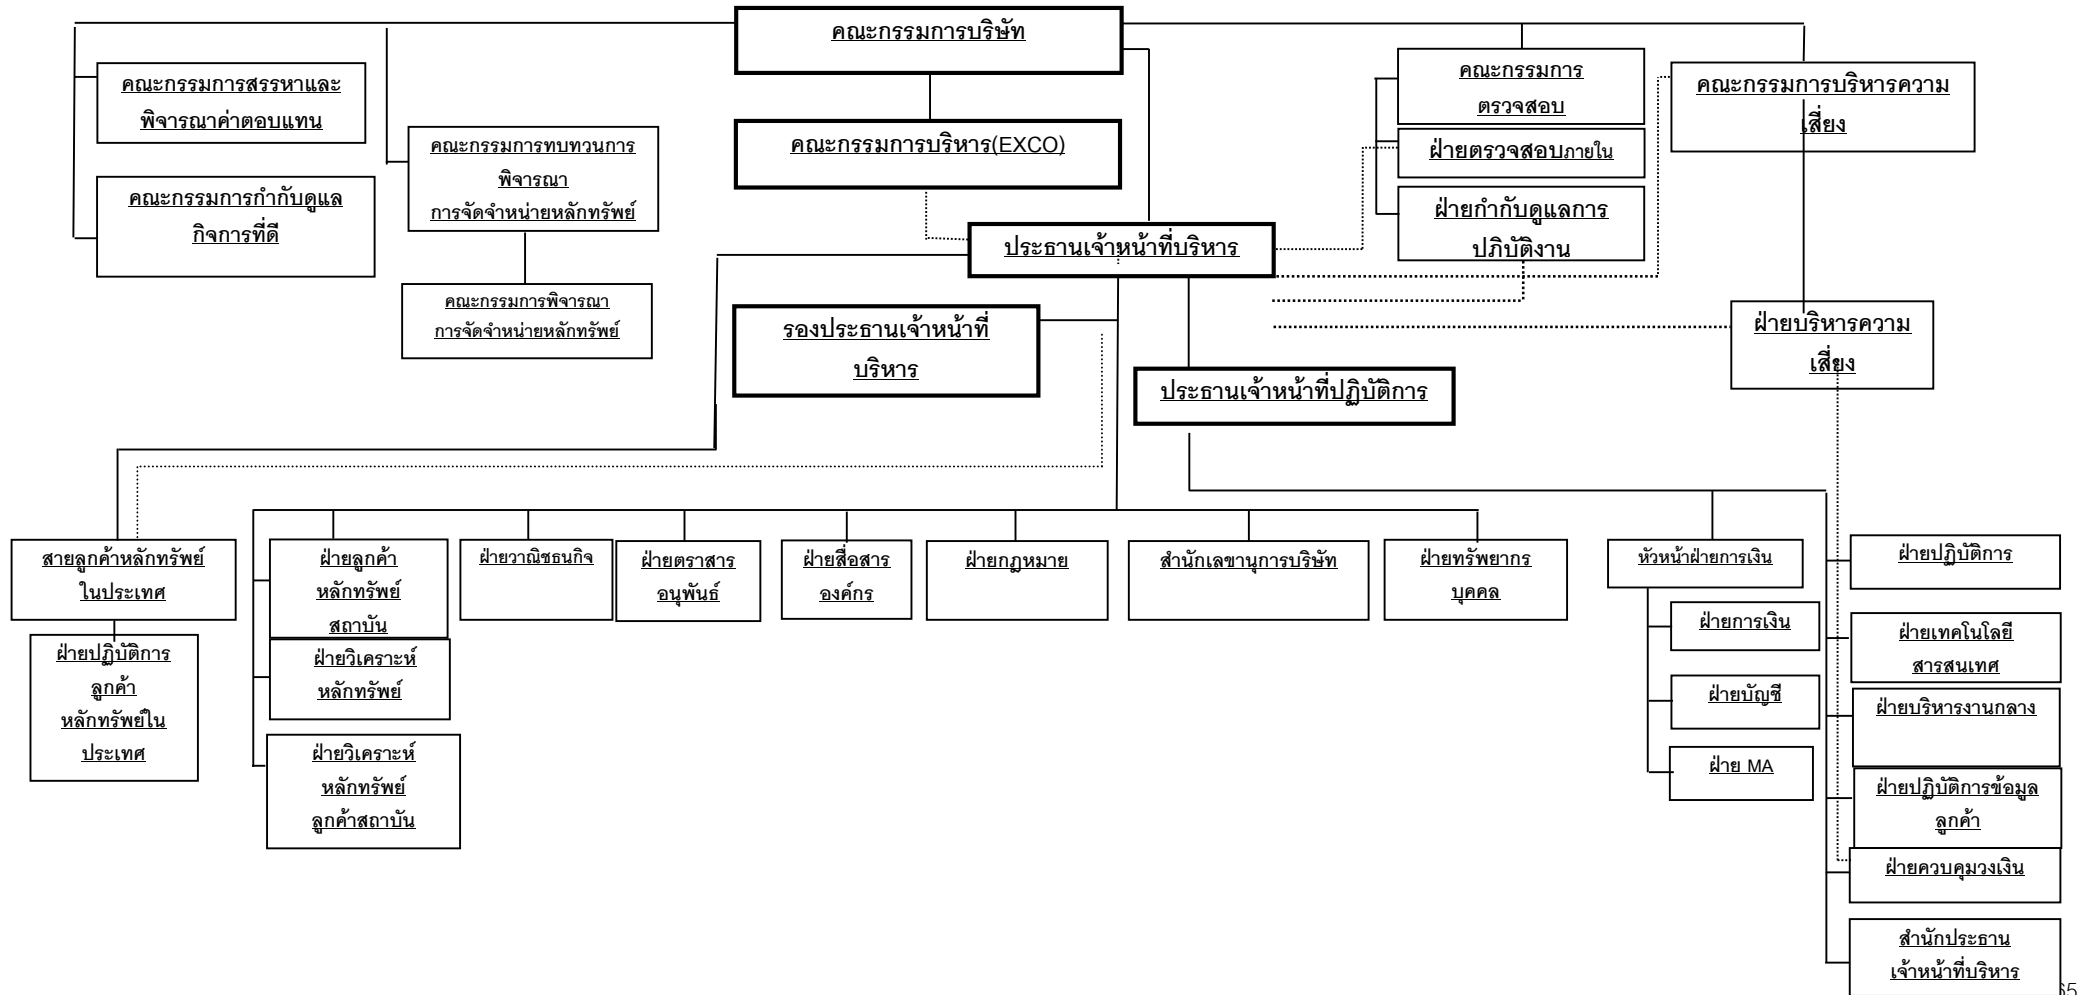 คณะกรรมการบริษัท
คณะกรรมการสรรหาและ
พิจารณาค่าตอบแทน
คณะกรรมการทบทวนการ
พิจารณา
การจัดจำหน่ายหลักทรัพย์
คณะกรรมการบริหาร(EXCO)
คณะกรรมการ
ตรวจสอบ
คณะกรรมการบริหารความ
เสี่ยง
ฝ่ายตรวจสอบภายใน
คณะกรรมการกำกับดูแล
กิจการที่ดี
ฝ่ายกำกับดูแลการ
ปภิบัติงาน
ประธานเจ้าหน้าที่บริหาร
คณะกรรมการพิจารณา
การจัดจำหน่ายหลักทรัพย์
รองประธานเจ้าหน้าที่
บริหาร
ฝ่ายบริหารความ
เสี่ยง
ประธานเจ้าหน้าที่ปฏิบัติการ
สายลูกค้าหลักทรัพย์
ในประเทศ
ฝ่ายปฏิบัติการ
ลูกค้า
หลักทรัพย์ใน
ประเทศ
ฝ่ายลูกค้า
หลักทรัพย์
สถาบัน
ฝ่ายวิเคราะห์
หลักทรัพย์
ฝ่ายวิเคราะห์
หลักทรัพย์
ลูกค้าสถาบัน
ฝ่ายวาณิชธนกิจ
ฝ่ายตราสาร
อนุพันธ์
ฝ่ายสื่อสาร
องค์กร
ฝ่ายกฎหมาย
สำนักเลขานุการบริษัท
ฝ่ายทรัพยากร
บุคคล
หัวหน้าฝ่ายการเงิน
ฝ่ายการเงิน
ฝ่ายบัญชี
ฝ่าย MA
ฝ่ายปฏิบัติการ
ฝ่ายเทคโนโลยี
สารสนเทศ
ฝ่ายบริหารงานกลาง
ฝ่ายปฏิบัติการข้อมูล
ลูกค้า
ฝ่ายควบคุมวงเงิน
สำนักประธาน
เจ้าหน้าที่บริหาร